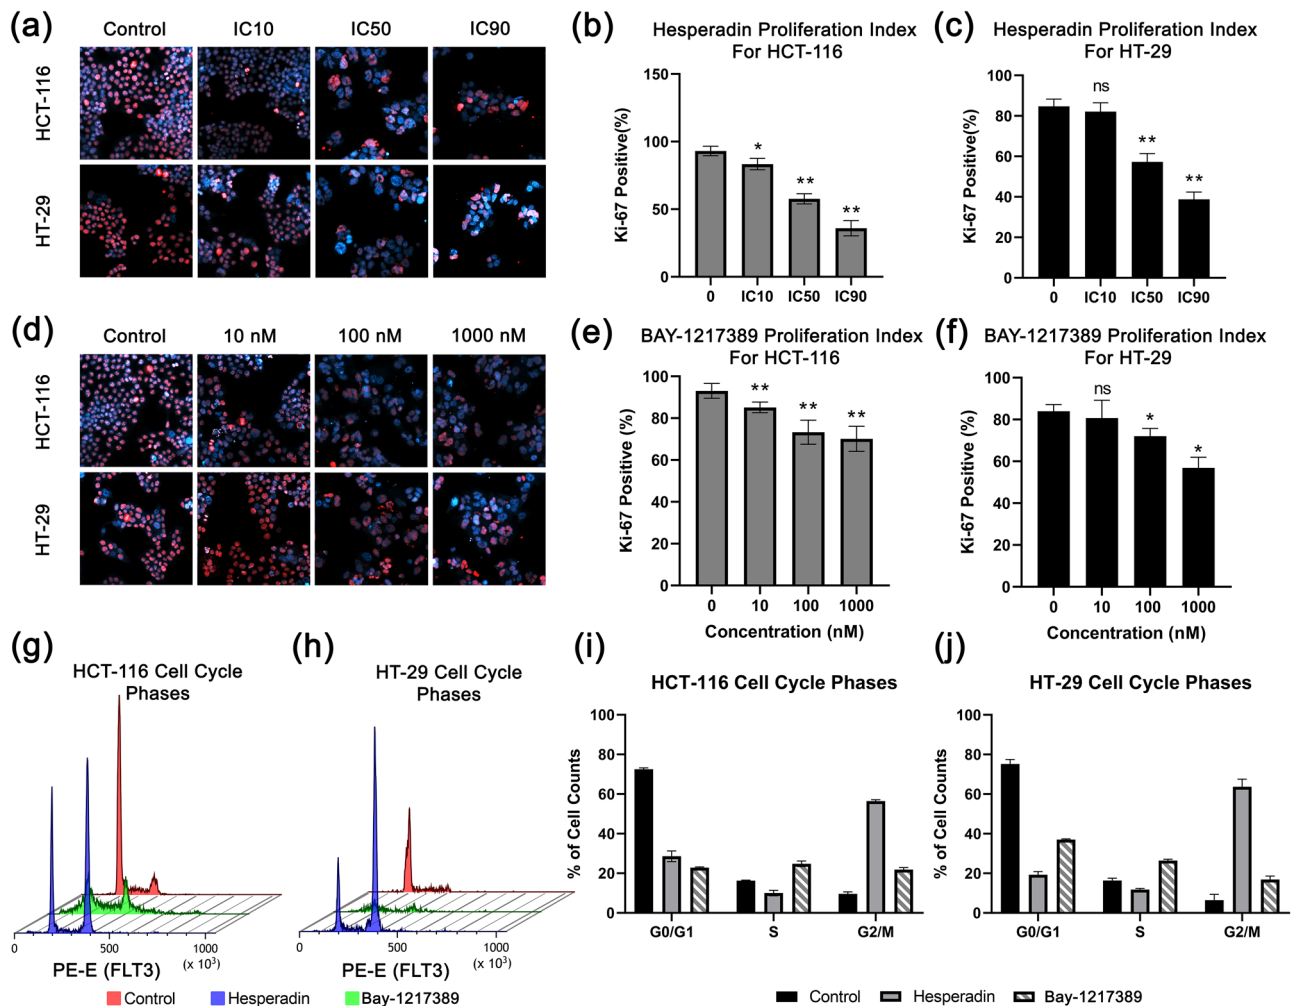 (a)
Control IC10 IC50 IC90
HCT-116
HT-29
(b)
Hesperadin Proliferation Index
For HCT-116
Ki-67 Positive(%)
150
100
50
0
*
**
**
0 IC10 IC50 IC90
(c)
Hesperadin Proliferation Index
For HT-29
Ki-67 Positive(%)
100
80
60
40
20
0
ns
**
**
0 IC10 IC50 IC90
(d)
Control 10 nM 100 nM 1000 nM
HCT-116
HT-29
(e)
BAY-1217389 Proliferation Index
For HCT-116
Ki-67 Positive (%)
100
80
60
40
20
0
**
**
**
0 10 100 1000
Concentration (nM)
(f)
BAY-1217389 Proliferation Index
For HT-29
Ki-67 Positive (%)
100
80
60
40
20
0
ns
*
*
0 10 100 1000
Concentration (nM)
(g)
HCT-116 Cell Cycle
Phases
0 500 1000
(x 10³)
PE-E (FLT3)
(h)
HT-29 Cell Cycle
Phases
0 500 1000
(x 10³)
PE-E (FLT3)
Control Hesperadin Bay-1217389
(i)
HCT-116 Cell Cycle Phases
% of Cell Counts
100
80
60
40
20
0
G0/G1 S G2/M
(j)
HT-29 Cell Cycle Phases
% of Cell Counts
100
80
60
40
20
0
G0/G1 S G2/M
Control Hesperadin Bay-1217389